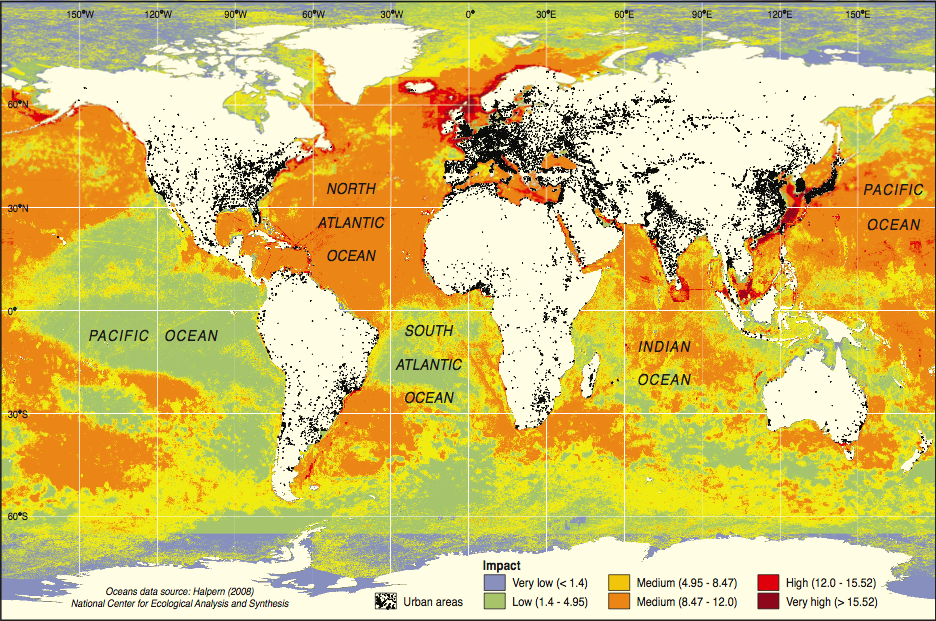 150°W 120°W 90°W 60°W 30°W 0° 30°E 60°E 90°E 120°E 150°E
60°N
NORTH
ATLANTIC
OCEAN
PACIFIC
OCEAN
30°N
0°
PACIFIC OCEAN
SOUTH
ATLANTIC
OCEAN
INDIAN
OCEAN
30°S
60°S
Oceans data source: Halpern (2008)
National Center for Ecological Analysis and Synthesis
Urban areas
Impact
Very low (< 1.4)
Low (1.4 - 4.95)
Medium (4.95 - 8.47)
Medium (8.47 - 12.0)
High (12.0 - 15.52)
Very high (> 15.52)